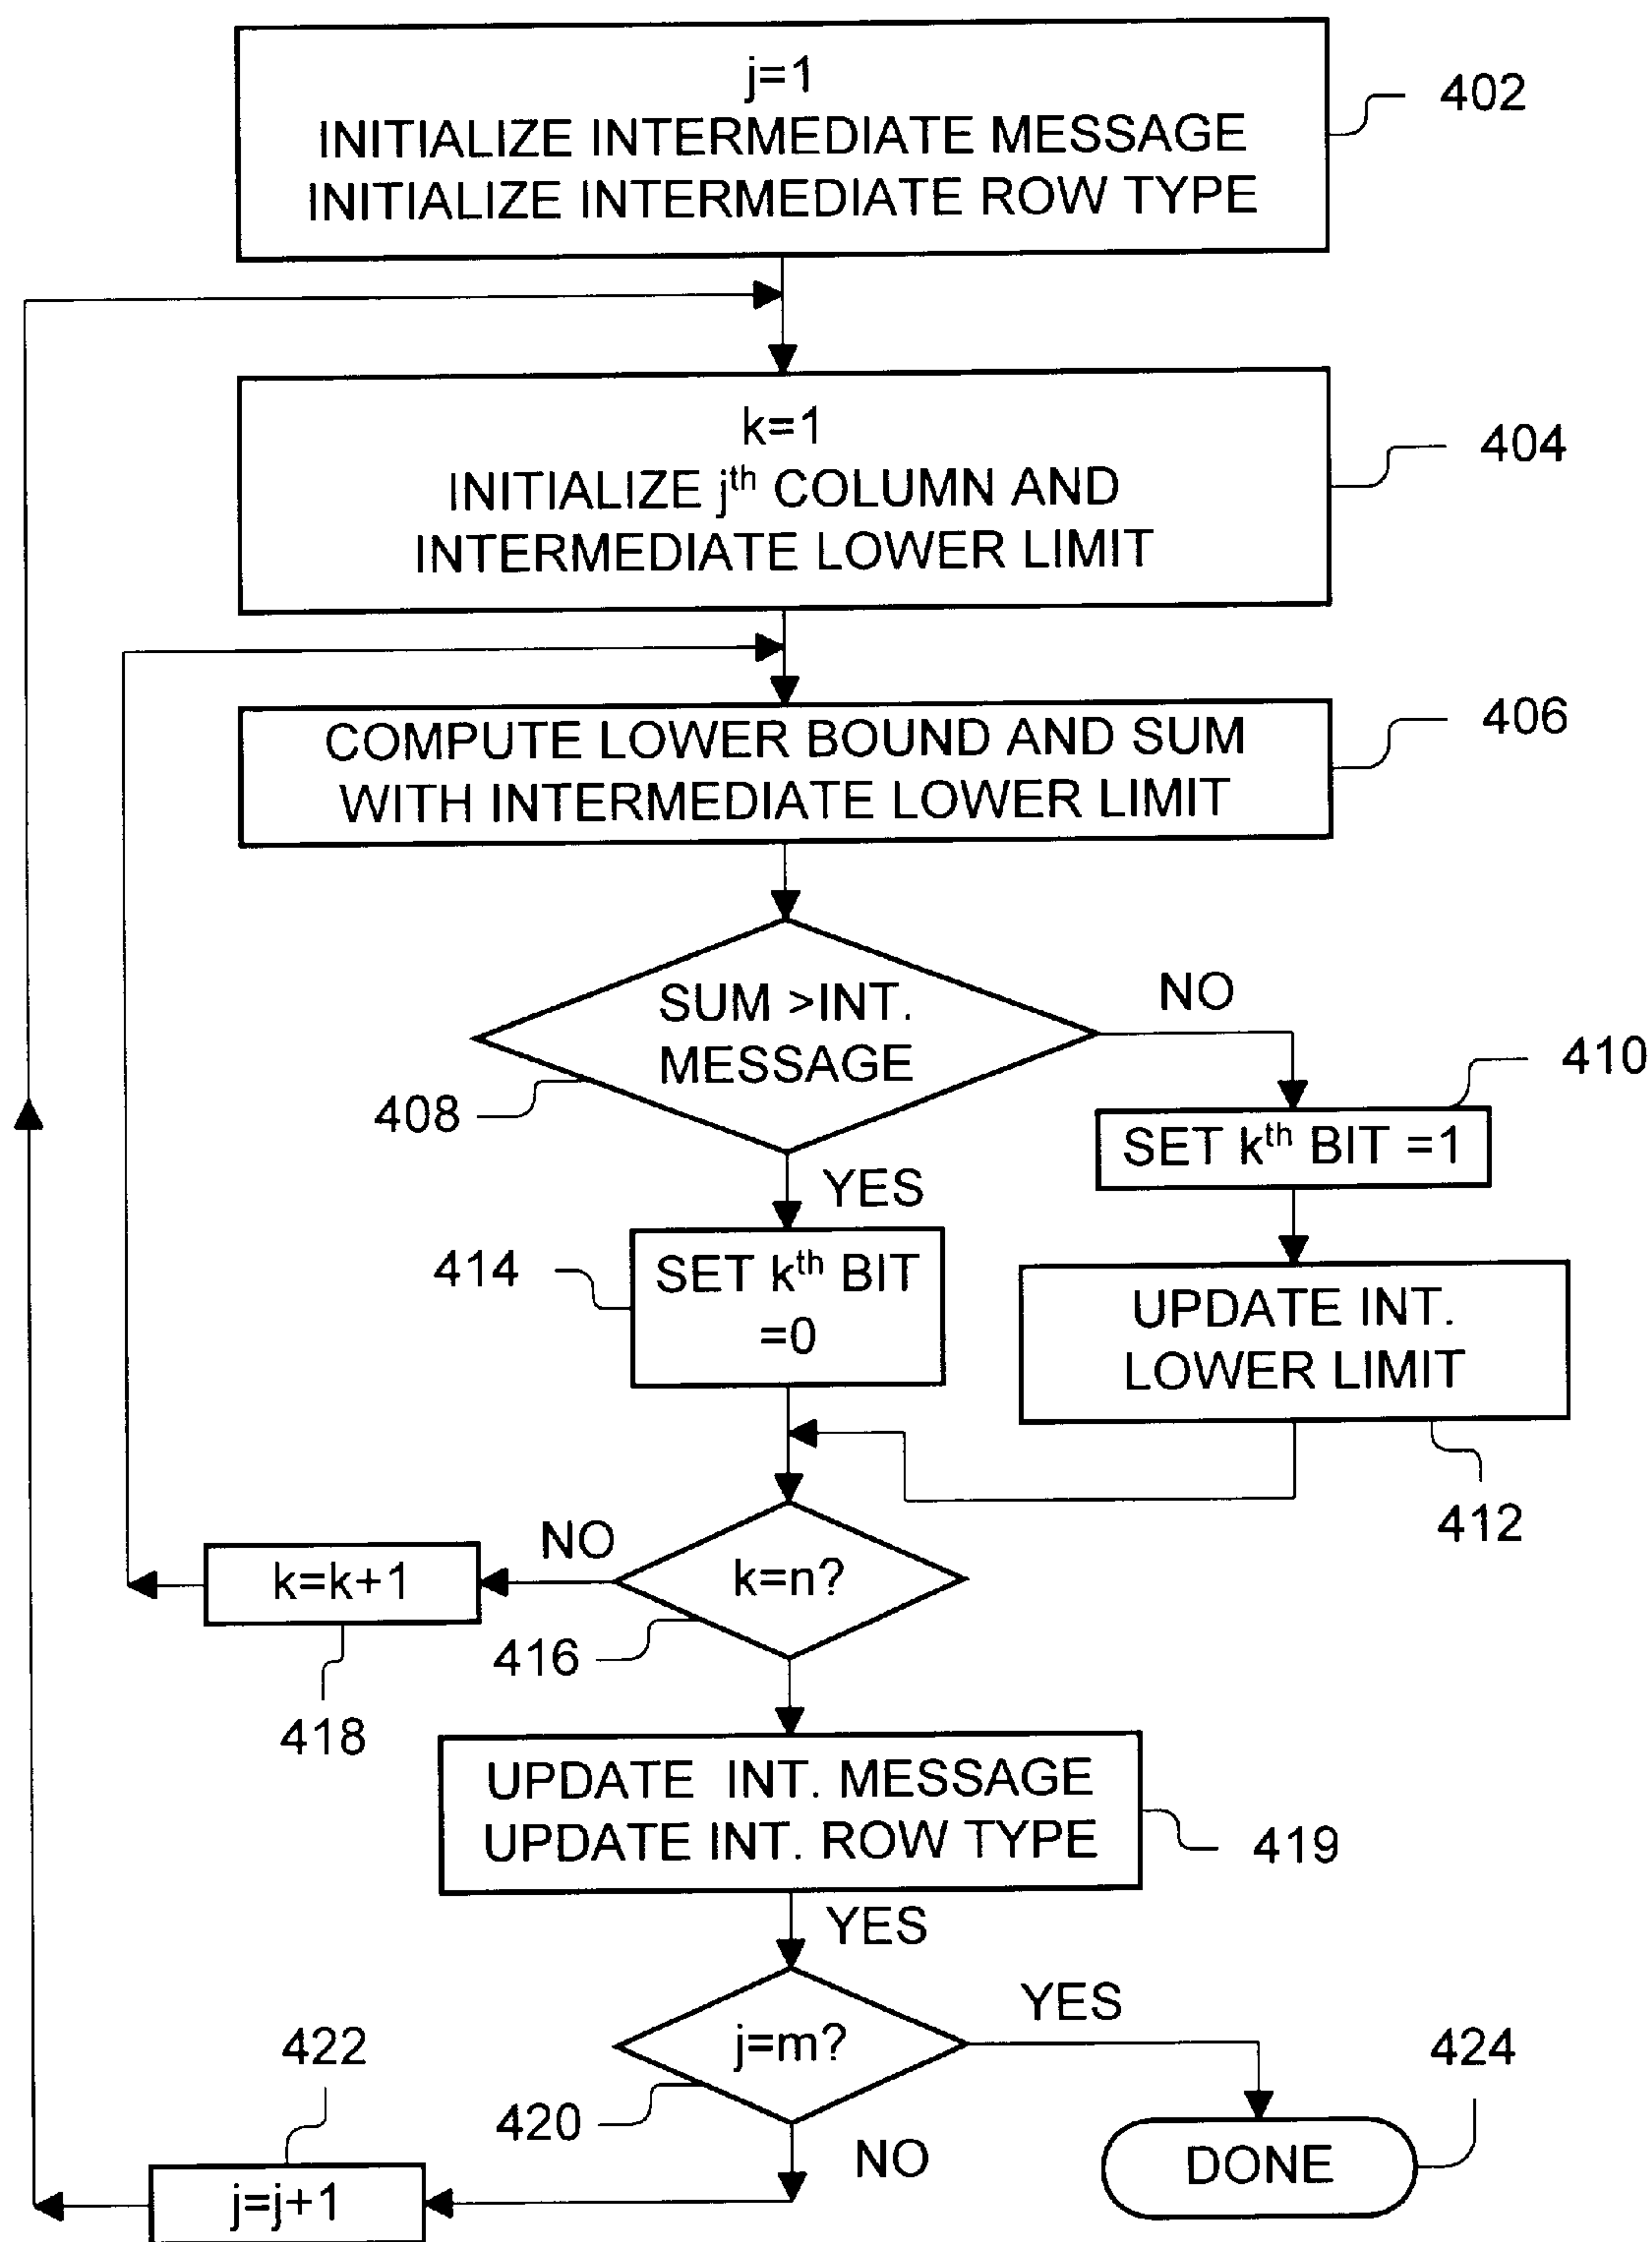 j=1
INITIALIZE INTERMEDIATE MESSAGE
INITIALIZE INTERMEDIATE ROW TYPE
402
k=1
INITIALIZE jth COLUMN AND
INTERMEDIATE LOWER LIMIT
404
COMPUTE LOWER BOUND AND SUM
WITH INTERMEDIATE LOWER LIMIT
406
SUM >INT.
MESSAGE
408
NO
410
SET kth BIT =1
YES
414
SET kth BIT
=0
UPDATE INT.
LOWER LIMIT
412
NO
k=k+1
k=n?
416
418
UPDATE INT. MESSAGE
UPDATE INT. ROW TYPE
419
YES
YES
j=m?
420
422
424
NO
DONE
j=j+1